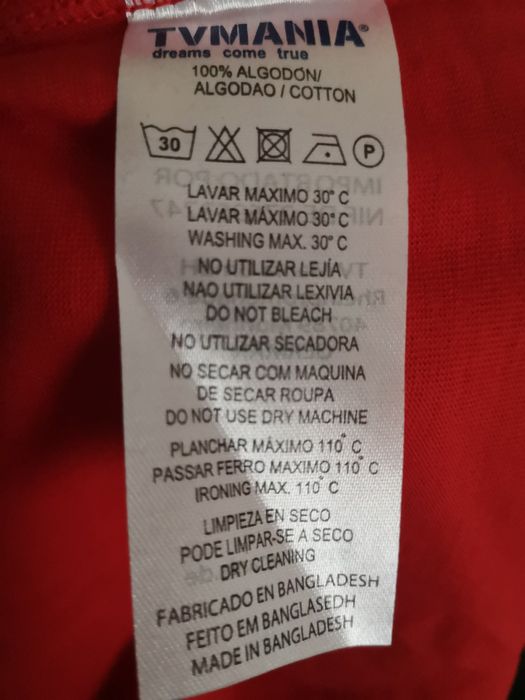 TVMANIA®
dreams come true
100% ALGODÓN/
ALGODAO / COTTON
30 P
LAVAR MAXIMO 30° C
LAVAR MÁXIMO 30° C
WASHING MAX. 30° C
NO UTILIZAR LEJÍA
NAO UTILIZAR LEXIVIA
DO NOT BLEACH
NO UTILIZAR SECADORA
NO SECAR COM MAQUINA
DE SECAR ROUPA
DO NOT USE DRY MACHINE
PLANCHAR MÁXIMO 110° C
PASSAR FERRO MAXIMO 110° C
IRONING MAX. 110° C
LIMPIEZA EN SECO
PODE LIMPAR-SE A SECO
DRY CLEANING
FABRICADO EN BANGLADESH
FEITO EM BANGLASEDH
MADE IN BANGLADESH